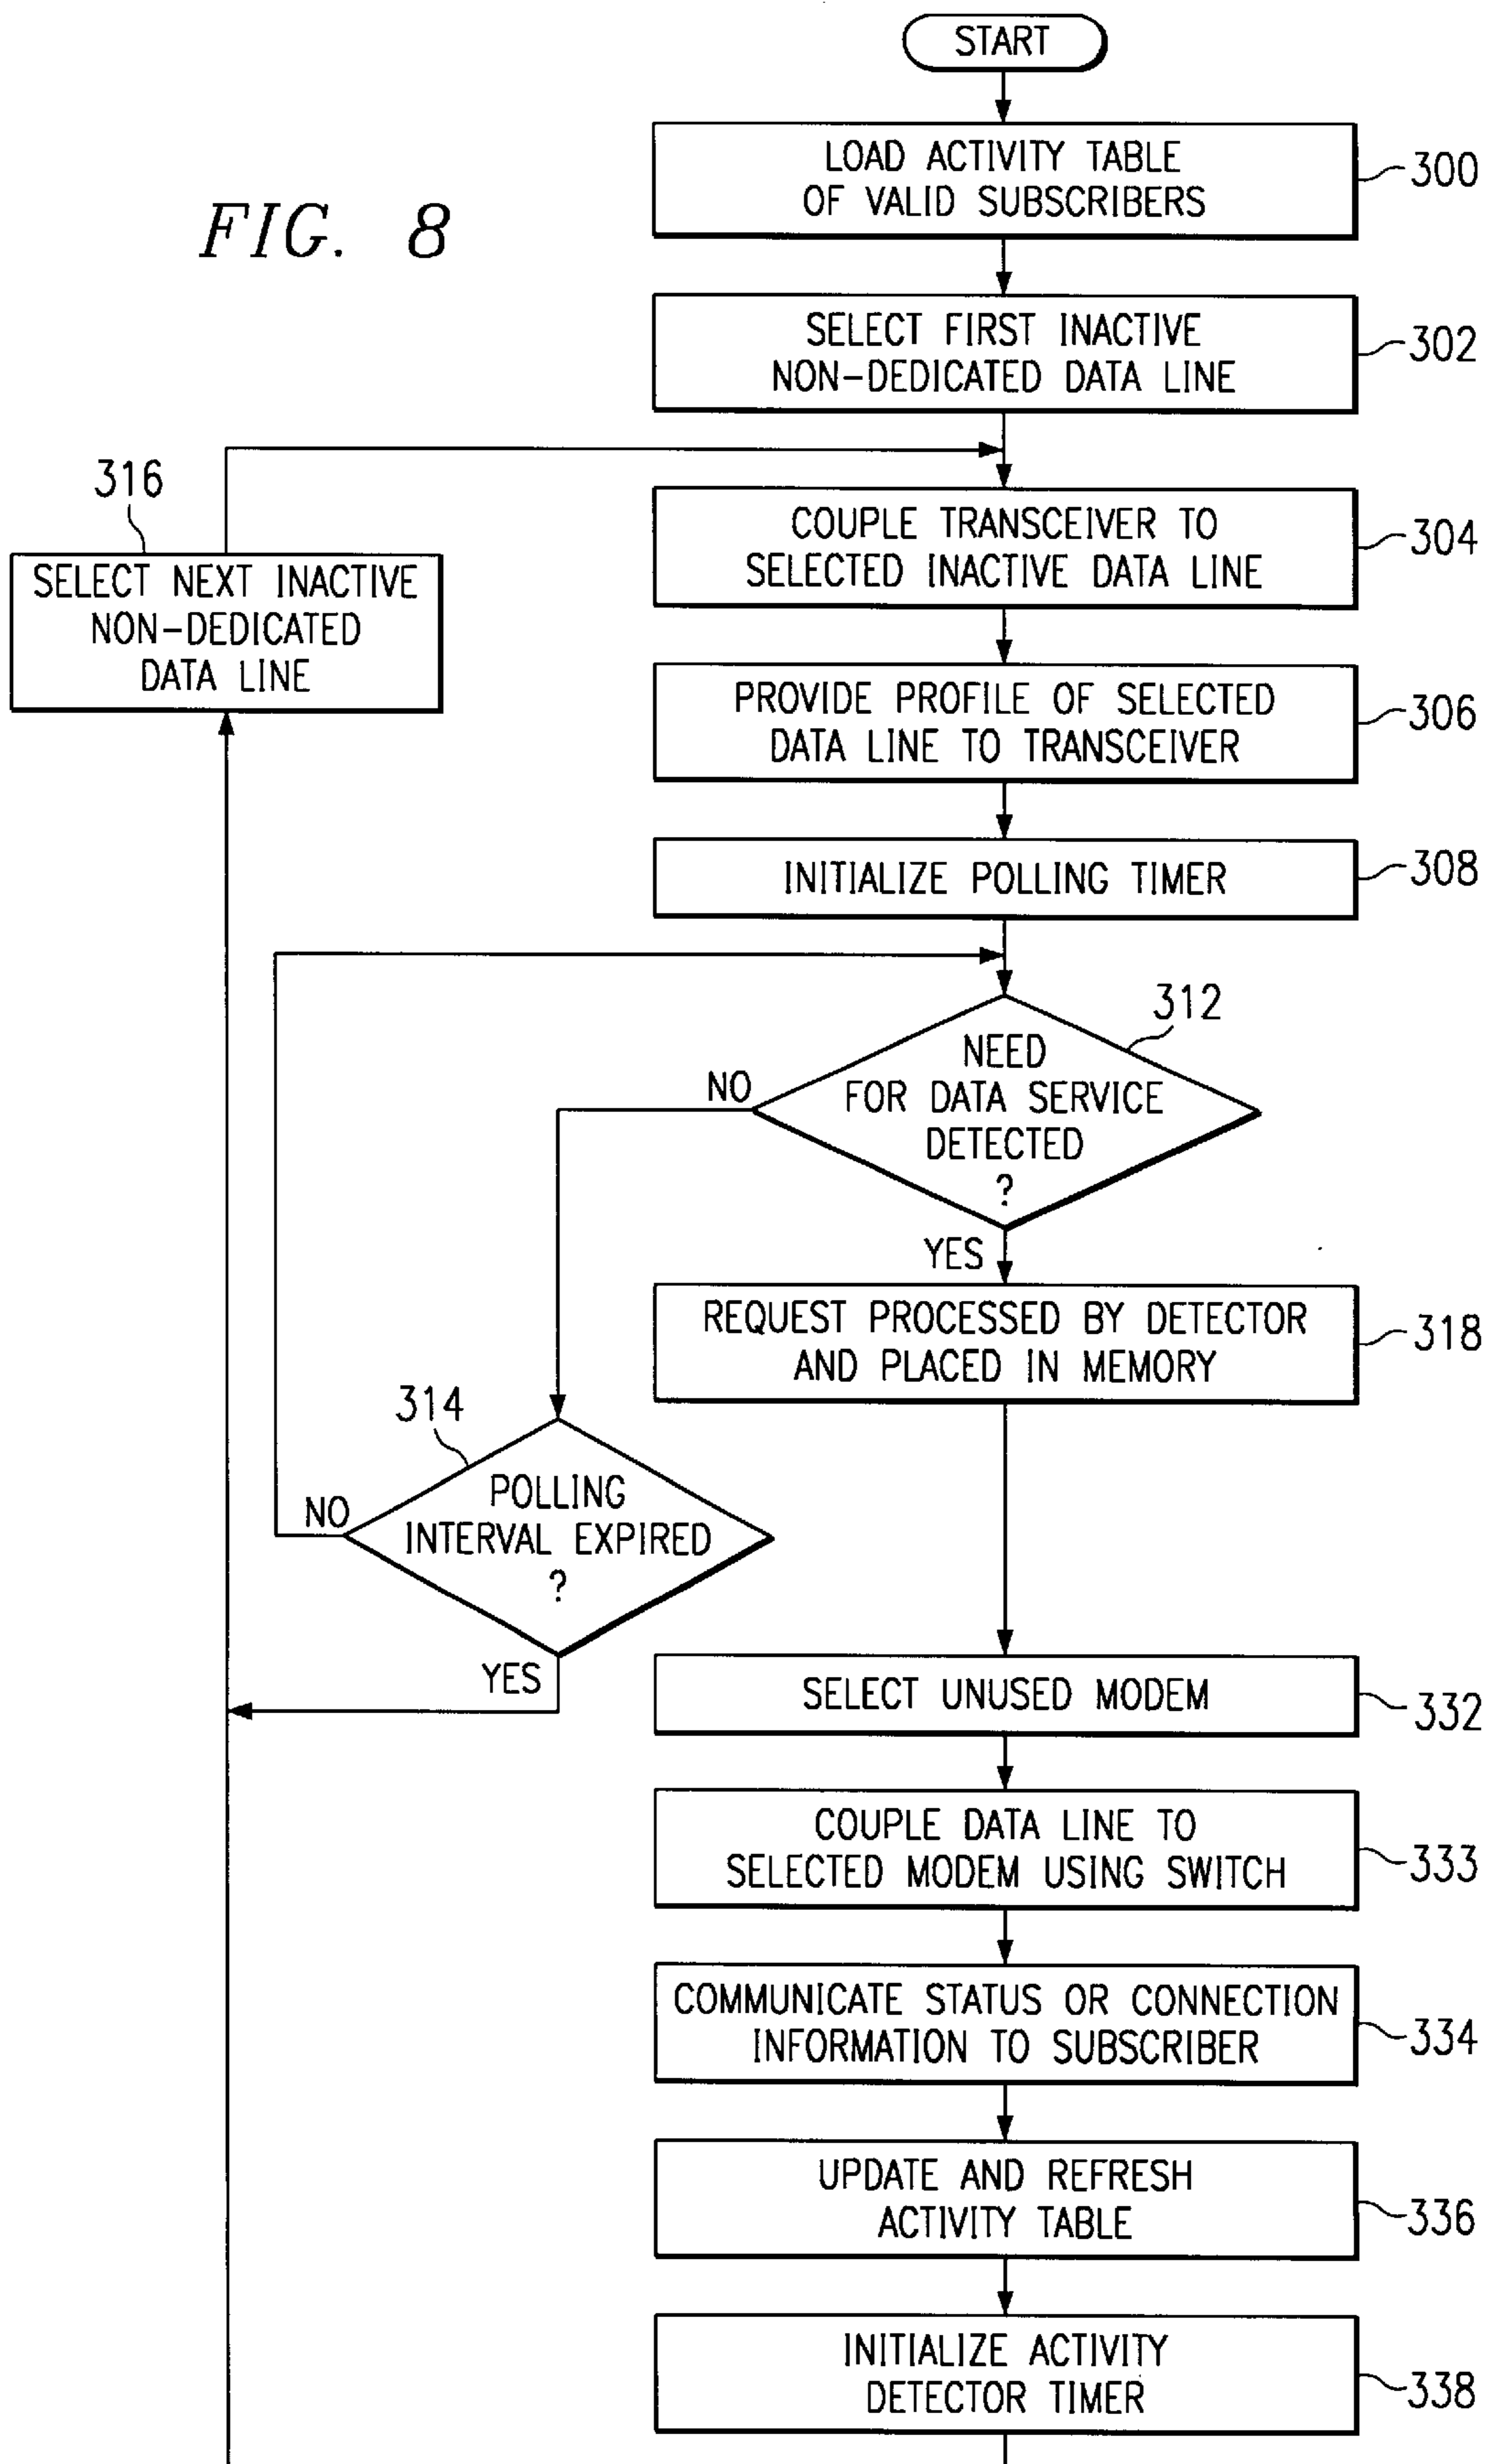 START
FIG. 8
LOAD ACTIVITY TABLE
OF VALID SUBSCRIBERS
300
SELECT FIRST INACTIVE
NON-DEDICATED DATA LINE
302
316
SELECT NEXT INACTIVE
NON-DEDICATED
DATA LINE
COUPLE TRANSCEIVER TO
SELECTED INACTIVE DATA LINE
304
PROVIDE PROFILE OF SELECTED
DATA LINE TO TRANSCEIVER
306
INITIALIZE POLLING TIMER
308
312
NEED
FOR DATA SERVICE
DETECTED
?
NO
YES
REQUEST PROCESSED BY DETECTOR
AND PLACED IN MEMORY
318
314
POLLING
INTERVAL EXPIRED
?
NO
YES
SELECT UNUSED MODEM
332
COUPLE DATA LINE TO
SELECTED MODEM USING SWITCH
333
COMMUNICATE STATUS OR CONNECTION
INFORMATION TO SUBSCRIBER
334
UPDATE AND REFRESH
ACTIVITY TABLE
336
INITIALIZE ACTIVITY
DETECTOR TIMER
338